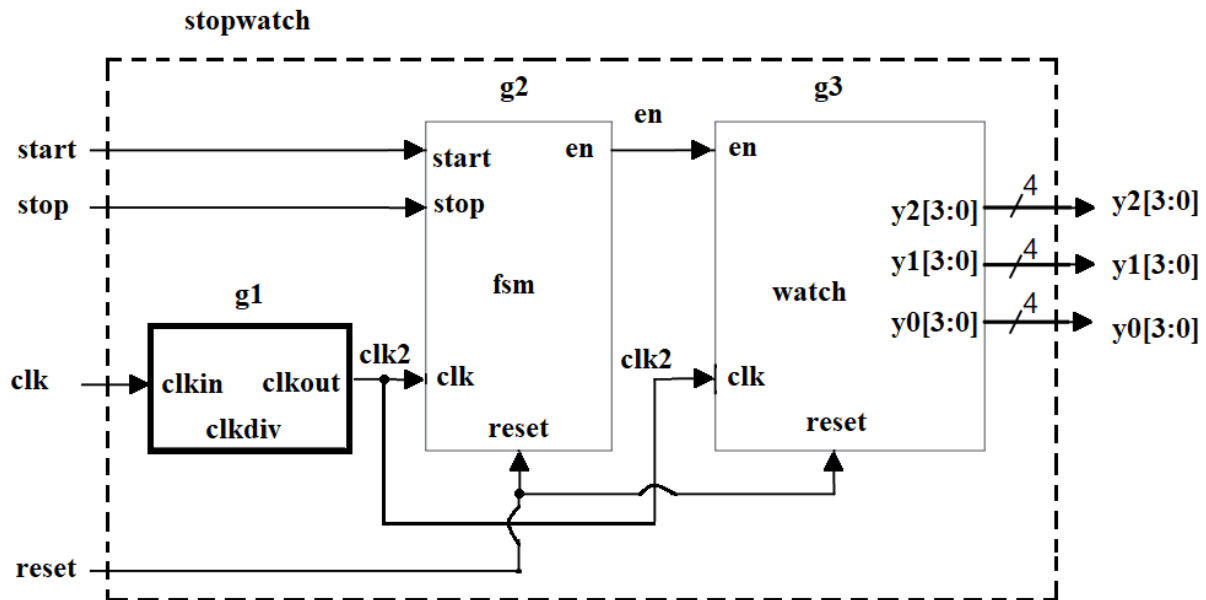 stopwatch
g2
g3
en
start
start
en
en
stop
stop
4
y2[3:0]
y2[3:0]
4
y1[3:0]
y1[3:0]
fsm
watch
g1
4
y0[3:0]
y0[3:0]
clk2
clk2
clk
clkin
clkout
clk
clk
clkdiv
reset
reset
reset